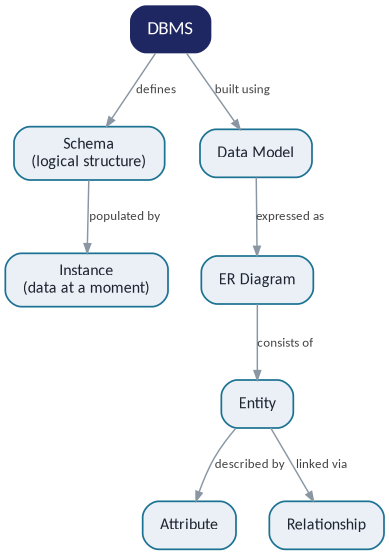 DBMS
defines
built using
Schema
(logical structure)
Data Model
populated by
expressed as
Instance
(data at a moment)
ER Diagram
consists of
Entity
described by
linked via
Attribute
Relationship